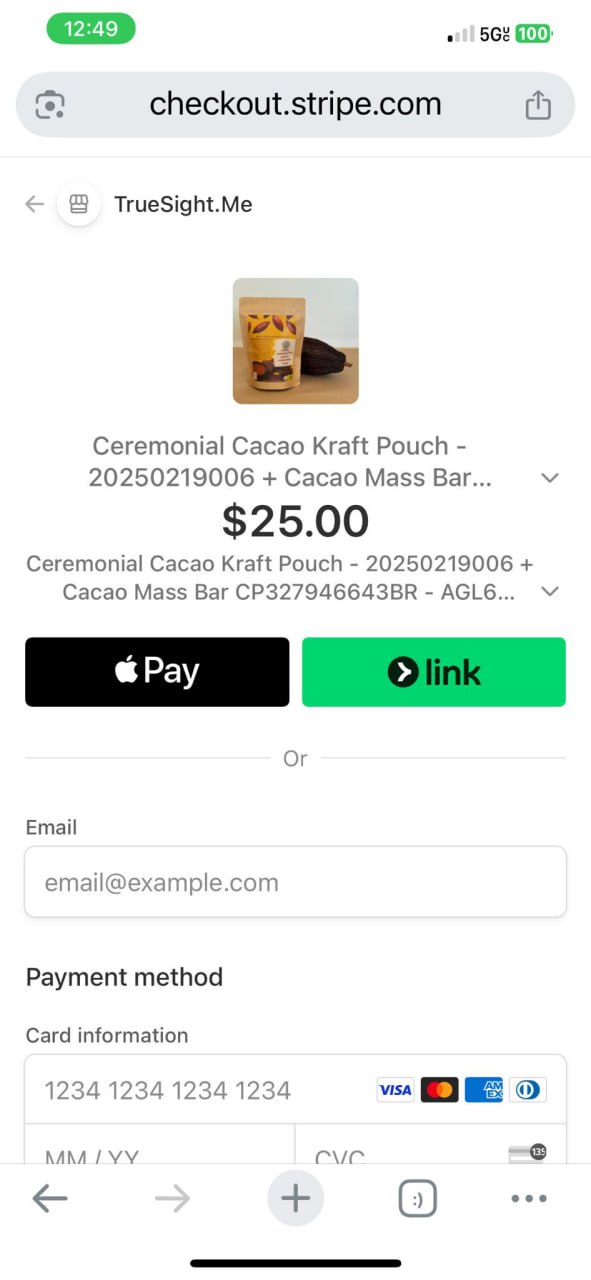 12:49
5G 100
checkout.stripe.com
TrueSight.Me
Ceremonial Cacao Kraft Pouch -
20250219006 + Cacao Mass Bar...
$25.00
Ceremonial Cacao Kraft Pouch - 20250219006 +
Cacao Mass Bar CP327946643BR - AGL6...
Pay
link
Or
Email
email@example.com
Payment method
Card information
1234 1234 1234 1234 VISA AMEX
MM / YY CVC 135
:)